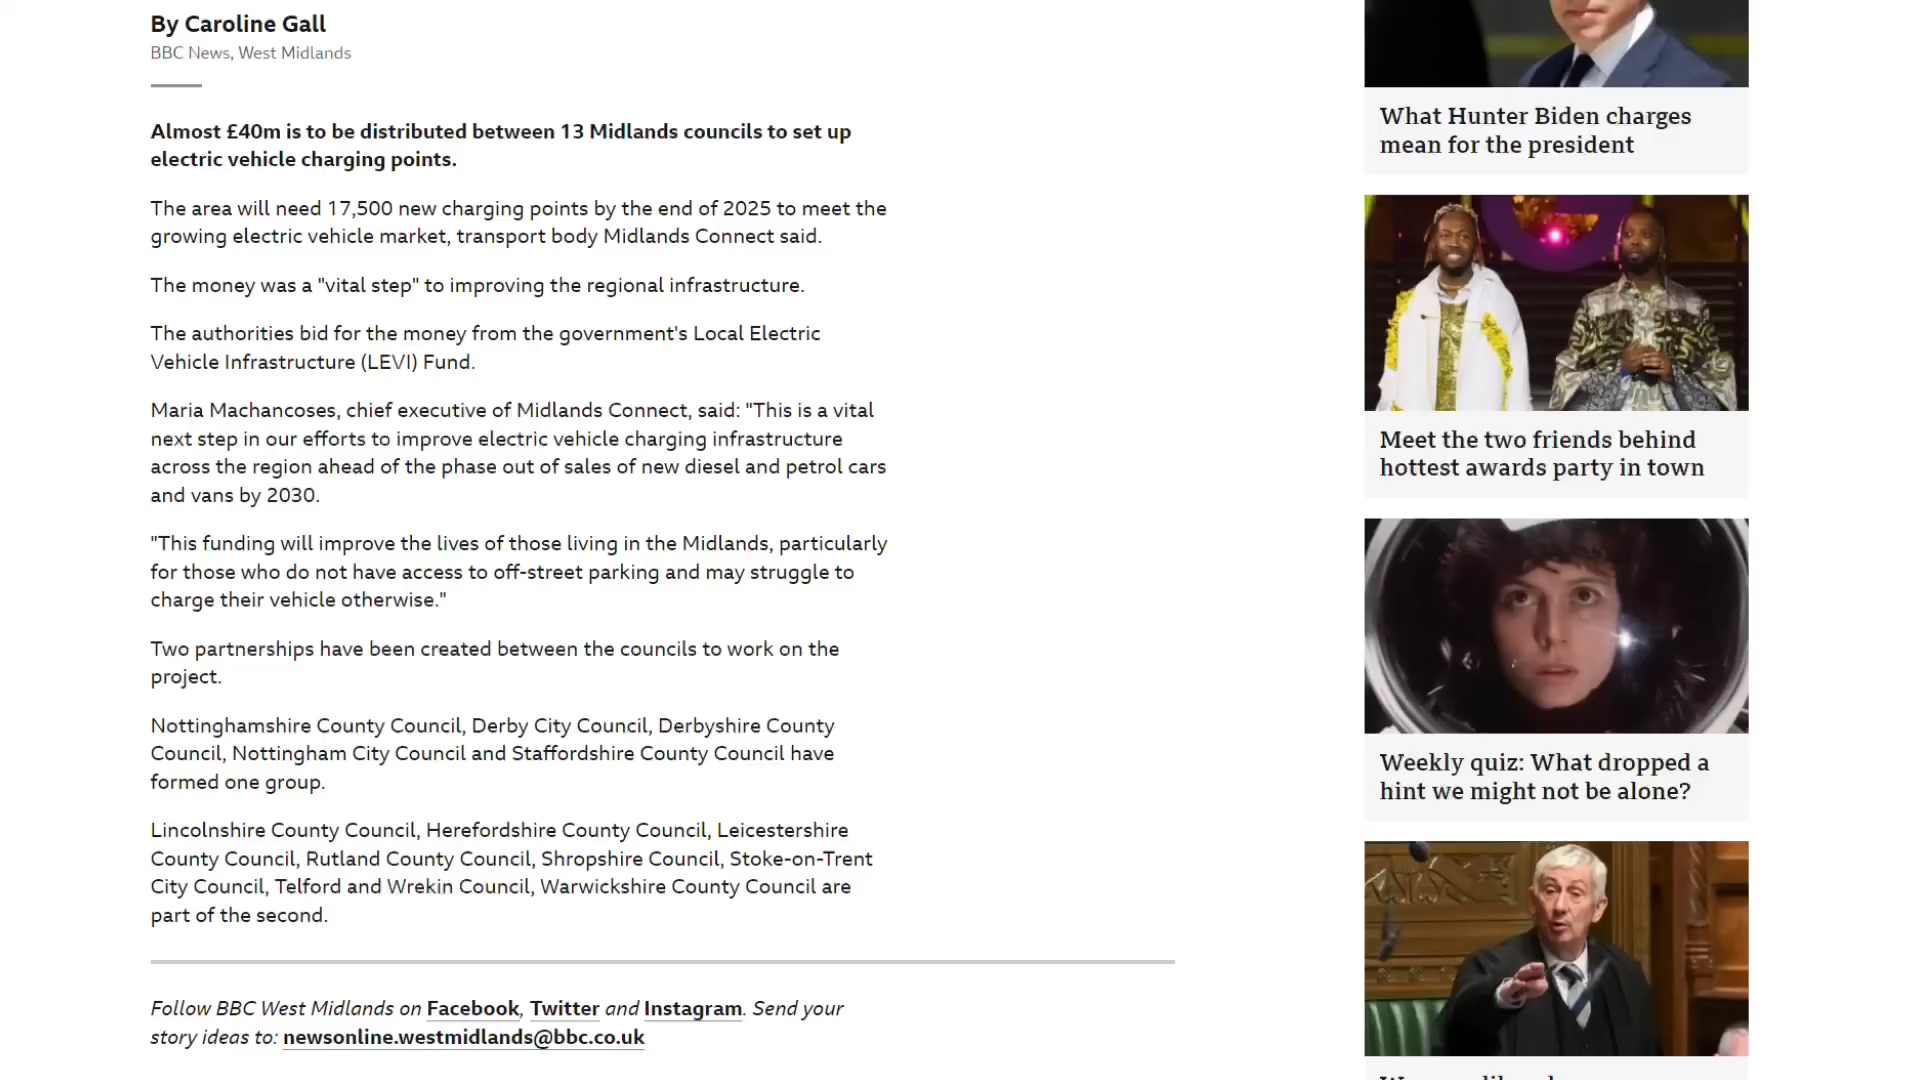 By Caroline Gall
BBC News, West Midlands
Almost £40m is to be distributed between 13 Midlands councils to set up
electric vehicle charging points.
The area will need 17,500 new charging points by the end of 2025 to meet the
growing electric vehicle market, transport body Midlands Connect said.
The money was a "vital step" to improving the regional infrastructure.
The authorities bid for the money from the government's Local Electric
Vehicle Infrastructure (LEVI) Fund.
Maria Machancoses, chief executive of Midlands Connect, said: "This is a vital
next step in our efforts to improve electric vehicle charging infrastructure
across the region ahead of the phase out of sales of new diesel and petrol cars
and vans by 2030.
"This funding will improve the lives of those living in the Midlands, particularly
for those who do not have access to off-street parking and may struggle to
charge their vehicle otherwise."
Two partnerships have been created between the councils to work on the
project.
Nottinghamshire County Council, Derby City Council, Derbyshire County
Council, Nottingham City Council and Staffordshire County Council have
formed one group.
Lincolnshire County Council, Herefordshire County Council, Leicestershire
County Council, Rutland County Council, Shropshire Council, Stoke-on-Trent
City Council, Telford and Wrekin Council, Warwickshire County Council are
part of the second.
Follow BBC West Midlands on Facebook, Twitter and Instagram. Send your
story ideas to: newsonline.westmidlands@bbc.co.uk
What Hunter Biden charges
mean for the president
Meet the two friends behind
hottest awards party in town
Weekly quiz: What dropped a
hint we might not be alone?